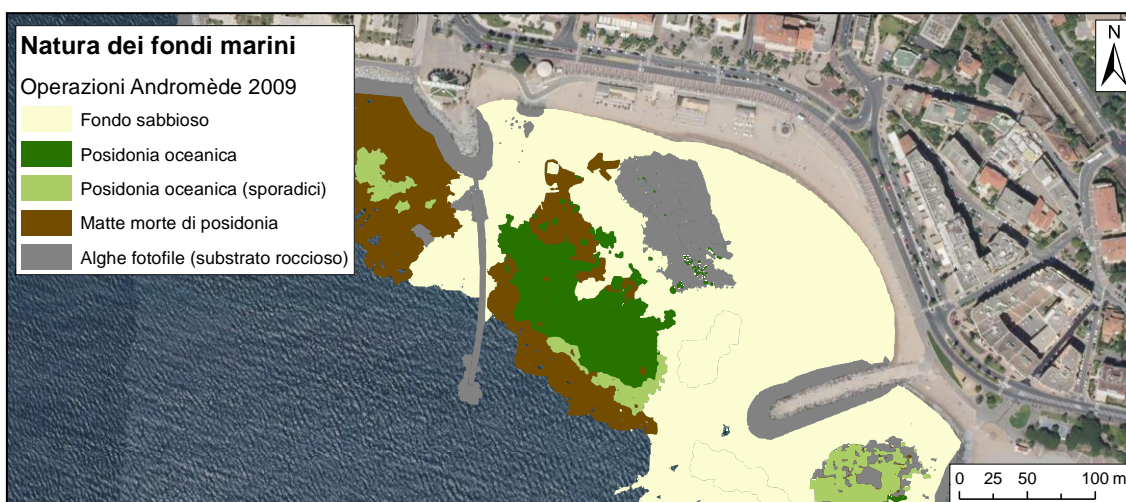 Natura dei fondi marini
Operazioni Andromède 2009
Fondo sabbioso
Posidonia oceanica
Posidonia oceanica (sporadici)
Matte morte di posidonia
Alghe fotofile (substrato roccioso)
N
0 25 50 100 m